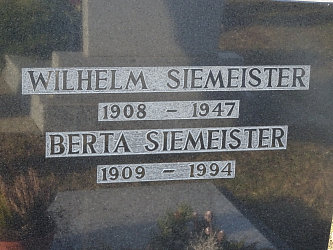 WILHELM SIEMEISTER
1908 – 1947
BERTA SIEMEISTER
1909 – 1994